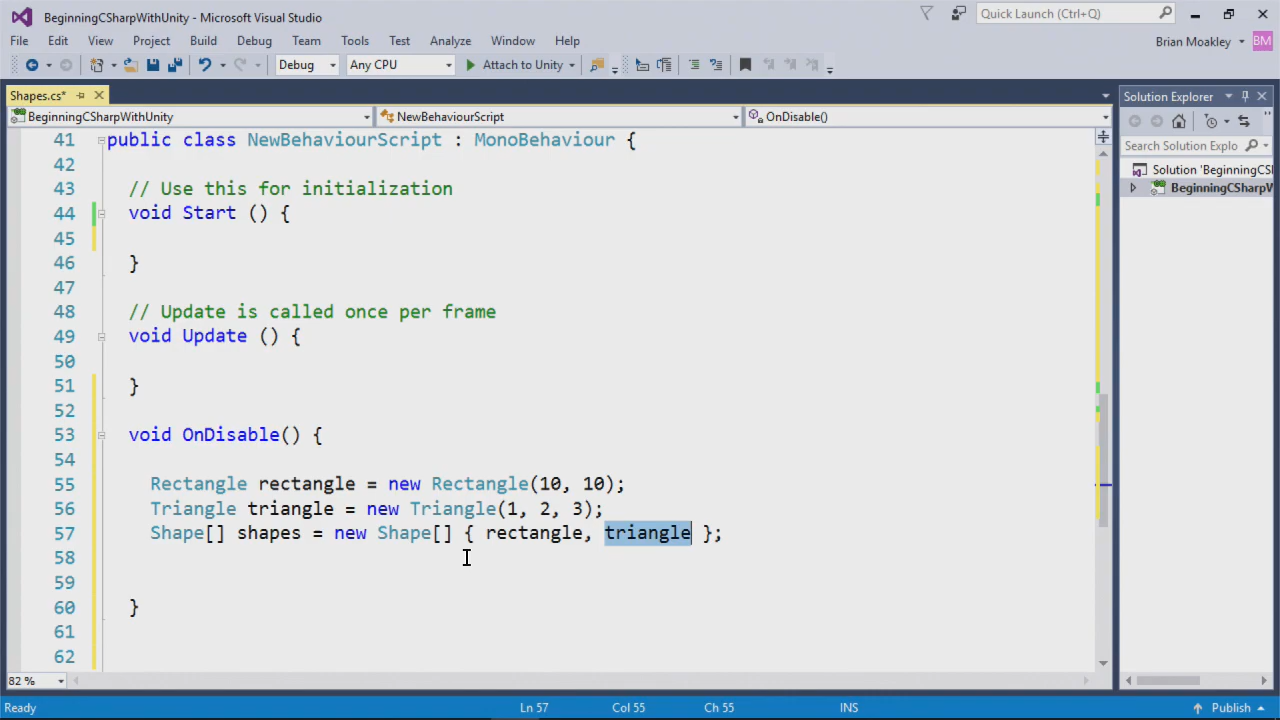 BeginningCSharpWithUnity - Microsoft Visual Studio
Quick Launch (Ctrl+Q)
File Edit View Project Build Debug Team Tools Test Analyze Window Help
Brian Moakley BM
Debug Any CPU Attach to Unity
Shapes.cs*
Solution Explorer
BeginningCSharpWithUnity NewBehaviourScript OnDisable()
Search Solution Explo
Solution 'BeginningCS
BeginningCSharpW
41 public class NewBehaviourScript : MonoBehaviour {
42
43 // Use this for initialization
44 void Start () {
45
46 }
47
48 // Update is called once per frame
49 void Update () {
50
51 }
52
53 void OnDisable() {
54
55 Rectangle rectangle = new Rectangle(10, 10);
56 Triangle triangle = new Triangle(1, 2, 3);
57 Shape[] shapes = new Shape[] { rectangle, triangle };
58
59
60 }
61
62
82 %
Ready Ln 57 Col 55 Ch 55 INS Publish